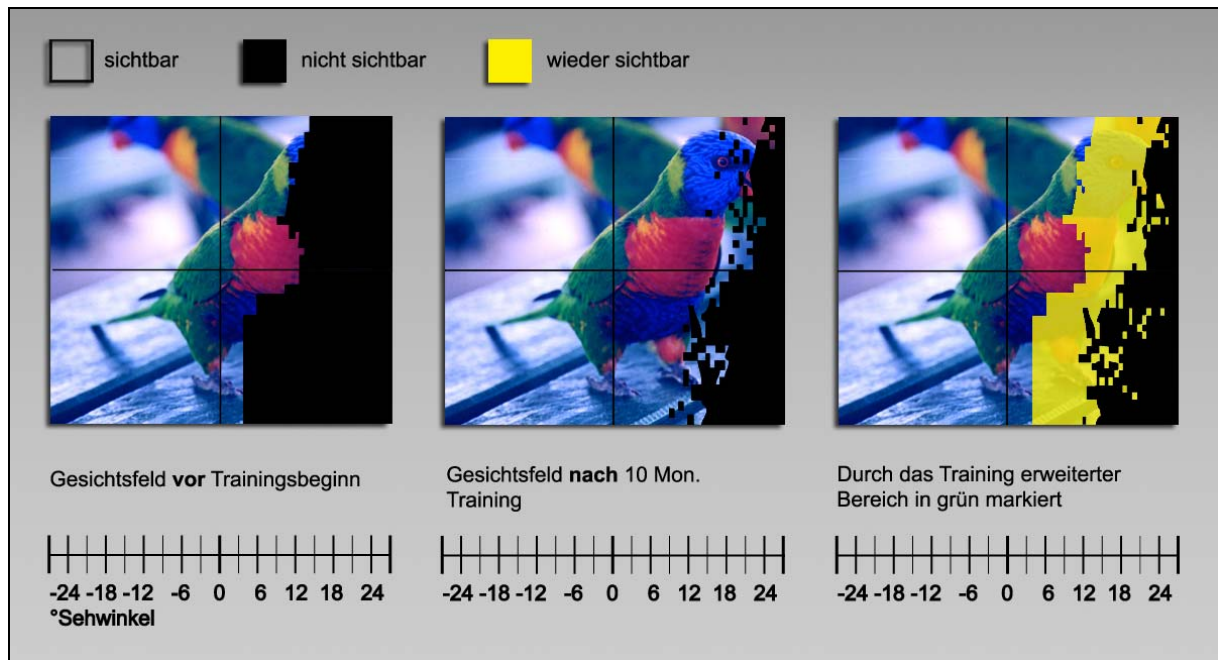 sichtbar
nicht sichtbar
wieder sichtbar
Gesichtsfeld vor Trainingsbeginn
Gesichtsfeld nach 10 Mon.
Training
Durch das Training erweiterter
Bereich in grün markiert
-24 -18 -12 -6 0 6 12 18 24
°Sehwinkel
-24 -18 -12 -6 0 6 12 18 24
-24 -18 -12 -6 0 6 12 18 24